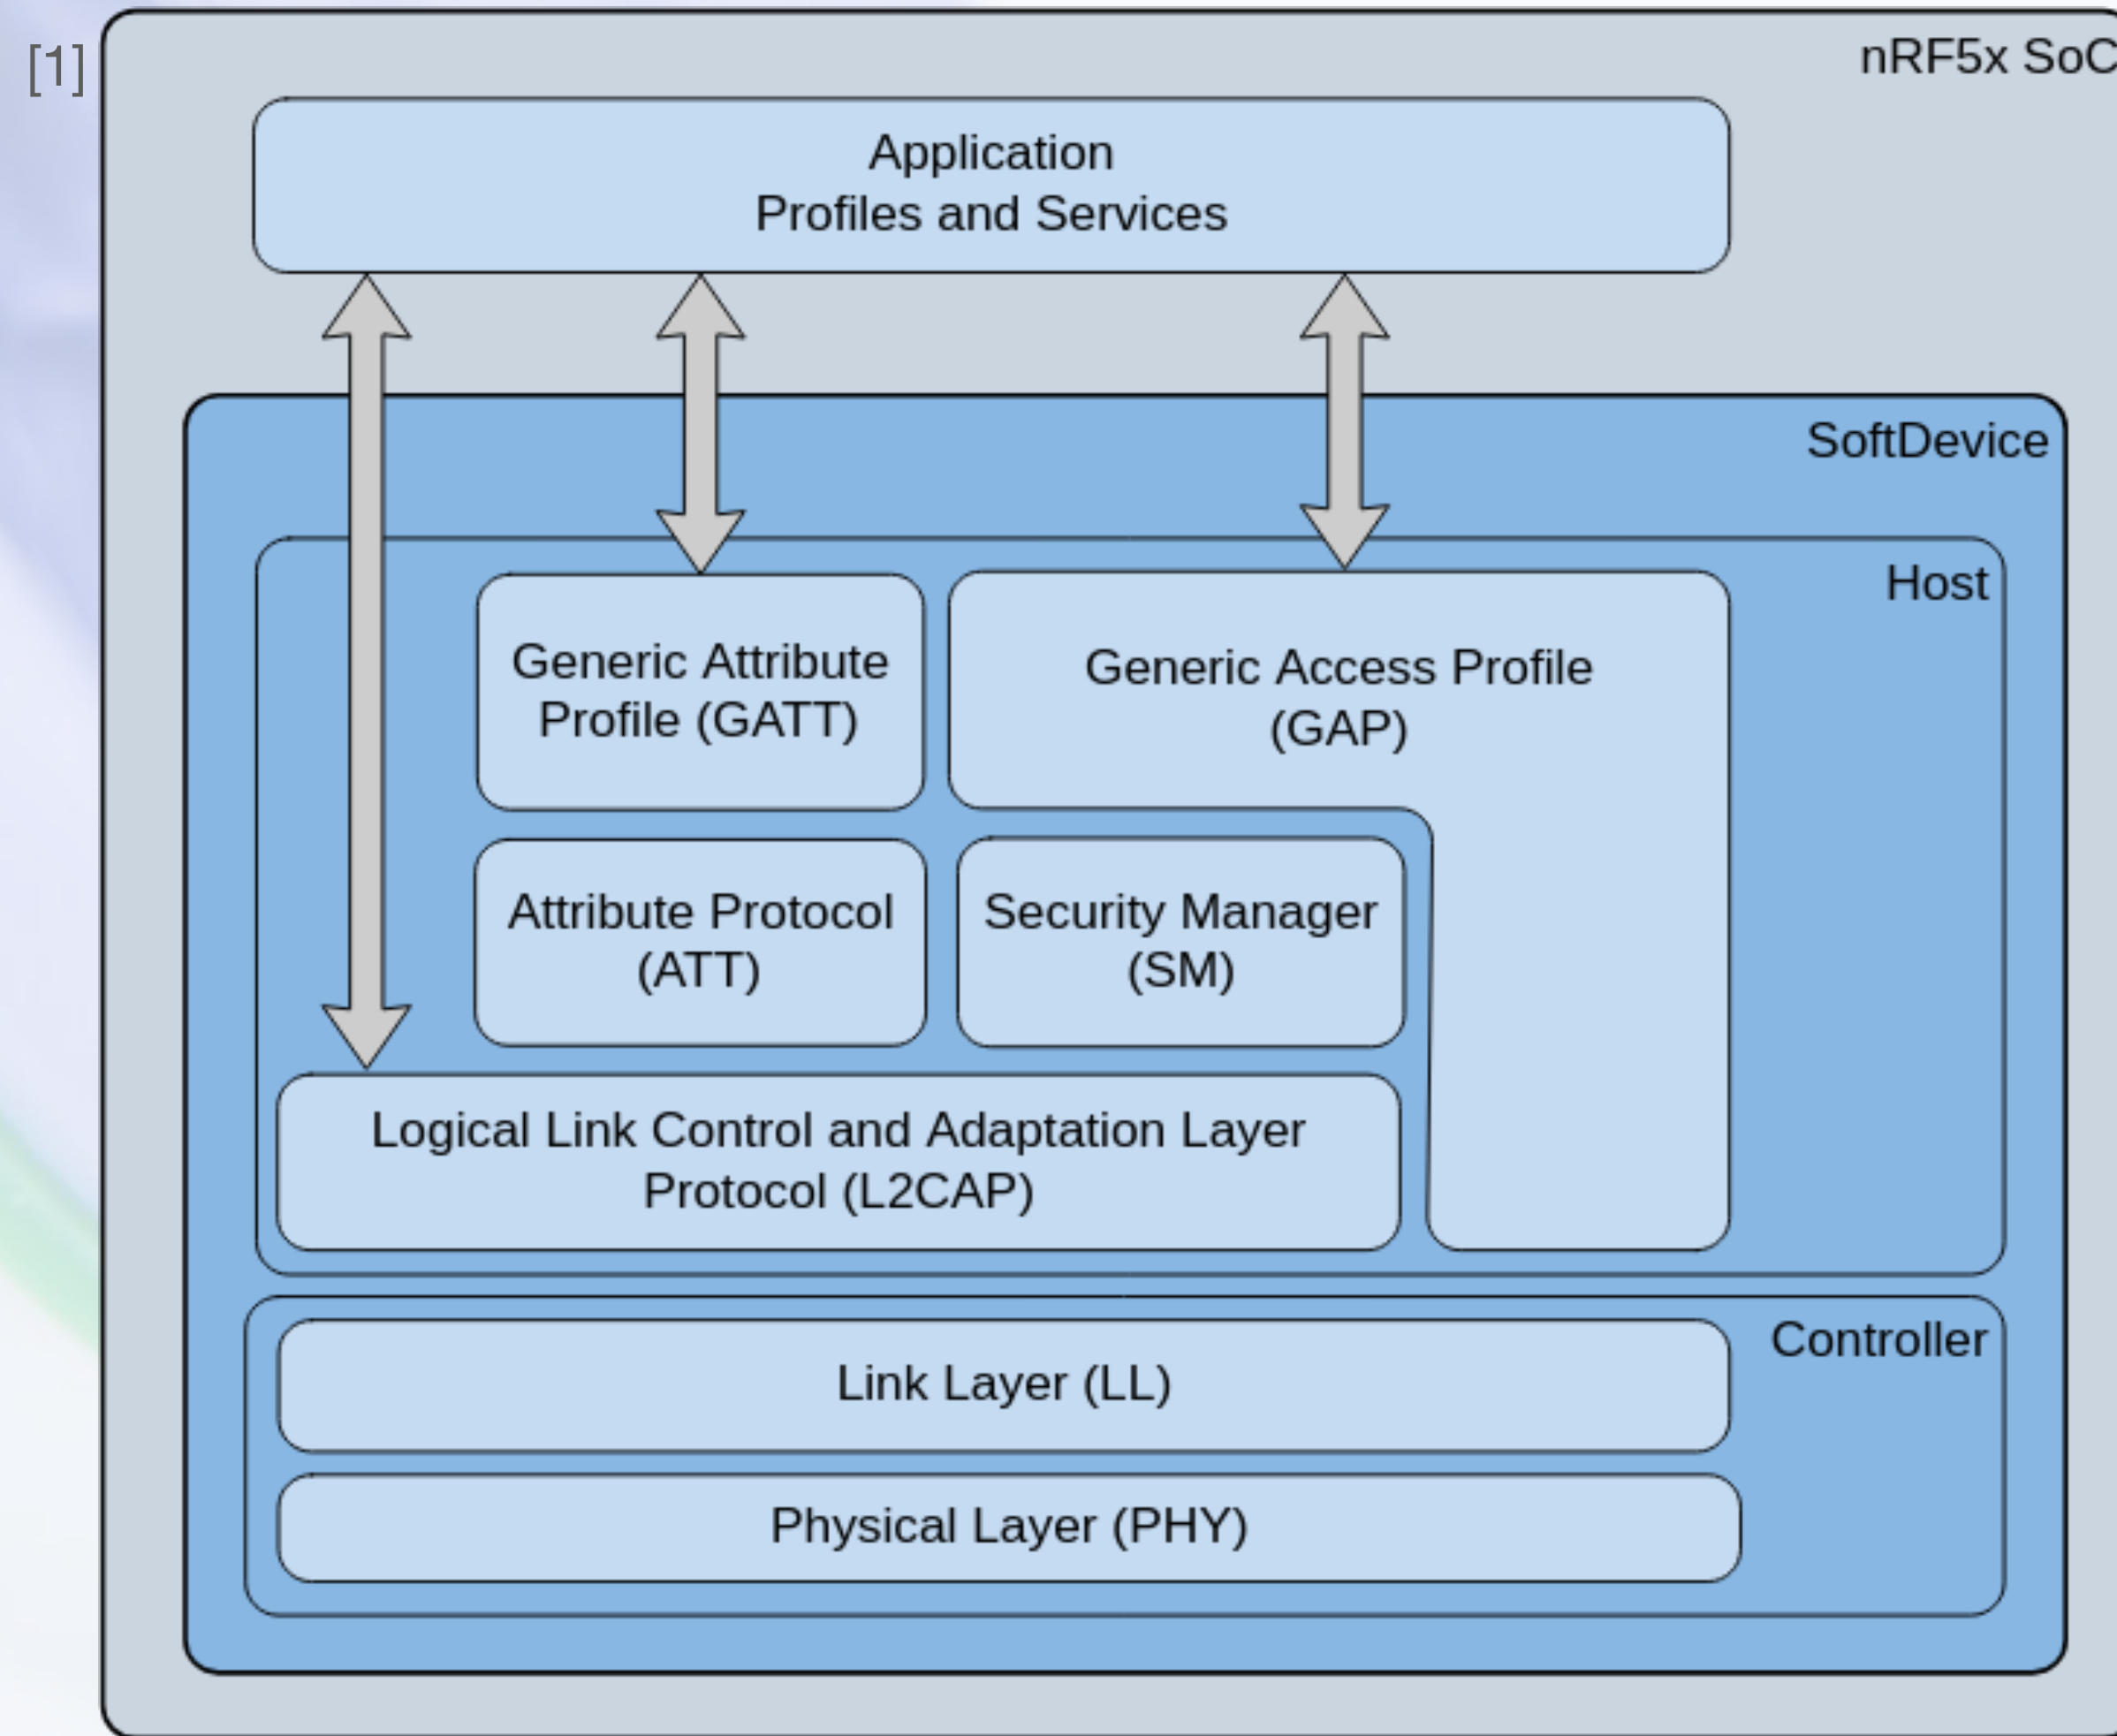 [1]
nRF5x SoC
Application
Profiles and Services
SoftDevice
Host
Generic Attribute
Profile (GATT)
Generic Access Profile
(GAP)
Attribute Protocol
(ATT)
Security Manager
(SM)
Logical Link Control and Adaptation Layer
Protocol (L2CAP)
Controller
Link Layer (LL)
Physical Layer (PHY)